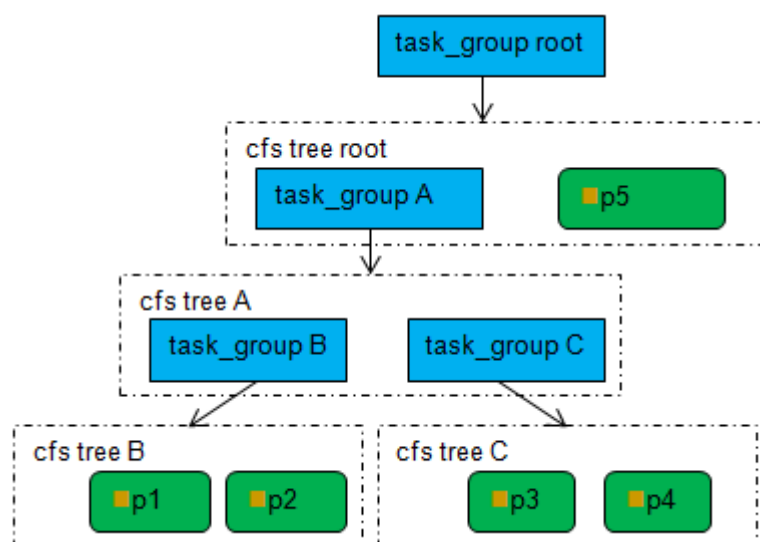 task_group root
cfs tree root
task_group A
p5
cfs tree A
task_group B
task_group C
cfs tree B
cfs tree C
p1
p2
p3
p4